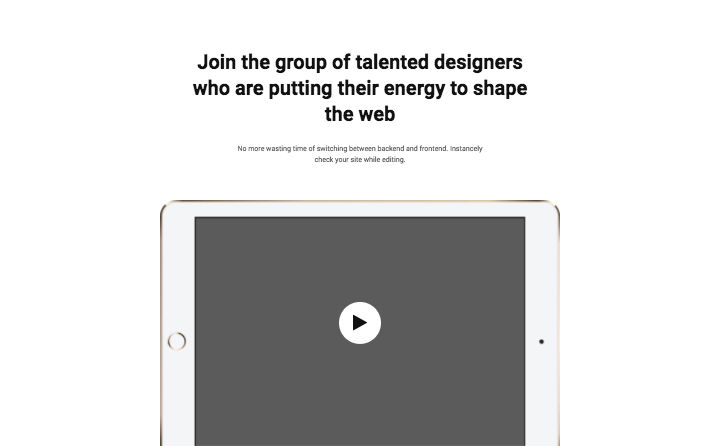 Join the group of talented designers
who are putting their energy to shape
the web
No more wasting time of switching between backend and frontend. Instancely
check your site while editing.